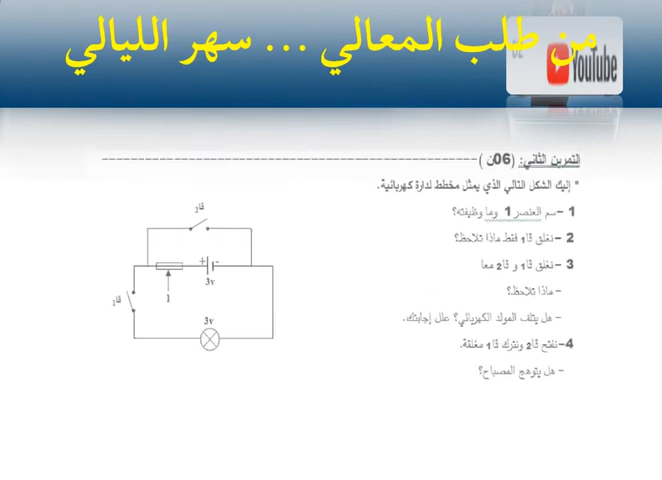 من طلب المعالي ... سهر الليالي
YouTube
التمرين الثاني: (06ن )
* إليك الشكل التالي الذي يمثل مخطط لدارة كهربائية.
1 –سم العنصر 1 وما وظيفته؟
2 –نغلق قا1 فقط ماذا تلاحظ؟
3 –نغلق قا1 و قا2 معا
– ماذا تلاحظ؟
– هل يتلف المولد الكهربائي؟ علل إجابتك.
4–نفتح قا2 ونترك قا1 مغلقة.
– هل يتوهج المصباح؟
قا2
+ -
3v
1
قا1
3v